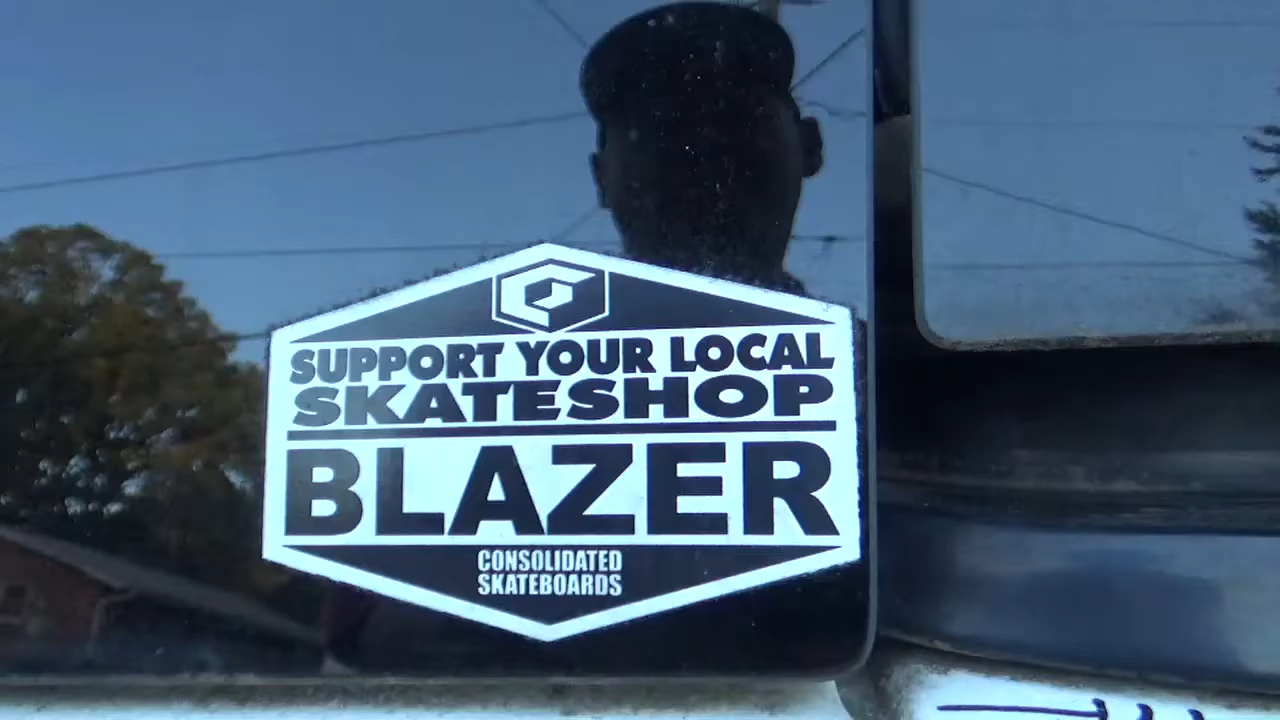 SUPPORT YOUR LOCAL
SKATESHOP
BLAZER
CONSOLIDATED
SKATEBOARDS